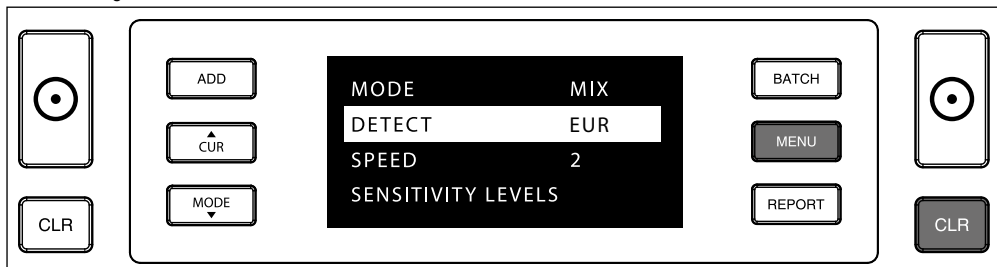 ADD
CUR
MODE
CLR
MODE MIX
DETECT EUR
SPEED 2
SENSITIVITY LEVELS
BATCH
MENU
REPORT
CLR